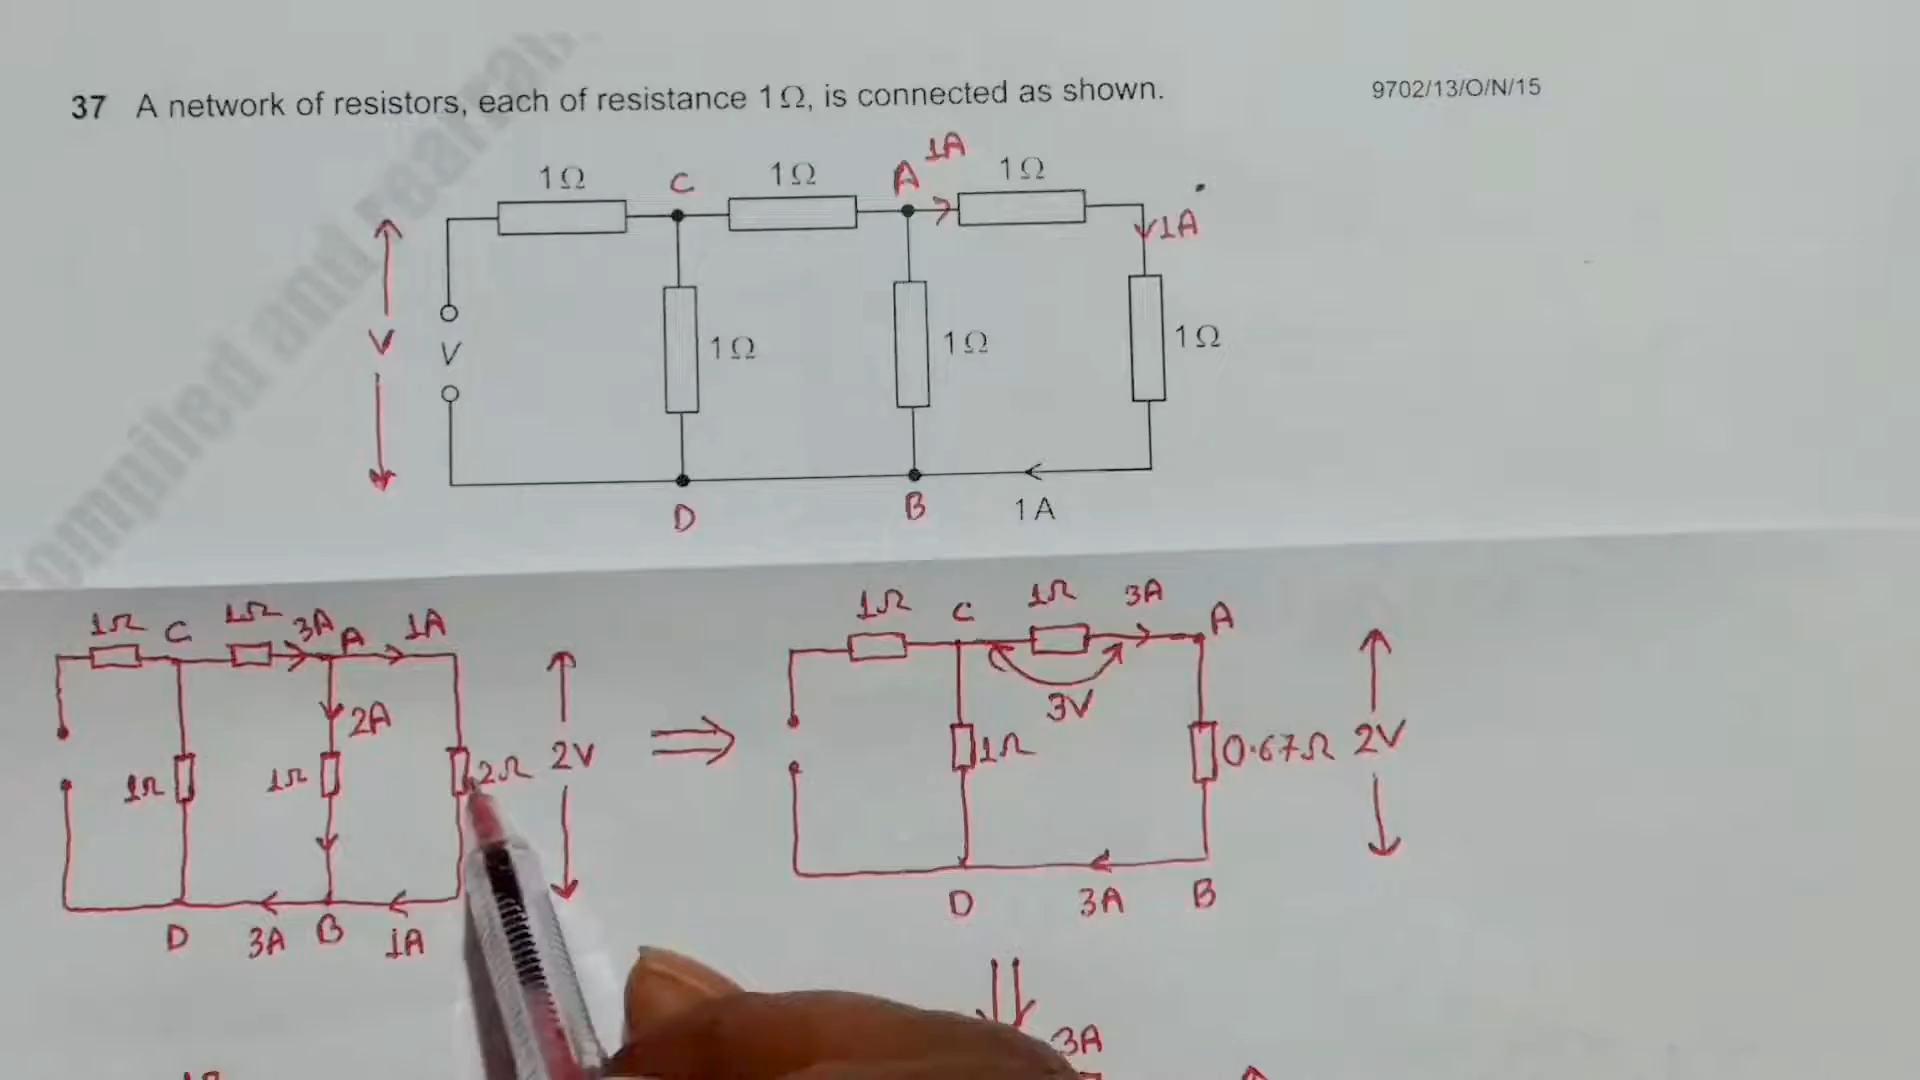 37 A network of resistors, each of resistance 1Ω, is connected as shown.
9702/13/O/N/15
compiled and
1A
1Ω C 1Ω A 1Ω
1A
V V 1Ω 1Ω 1Ω
D B 1A
1Ω C 1Ω 3A A 1A
2A
1Ω 1Ω 2Ω 2V
D 3A B 1A
1Ω C 1Ω 3A A
3V
1Ω 0.67Ω 2V
D 3A B
3A